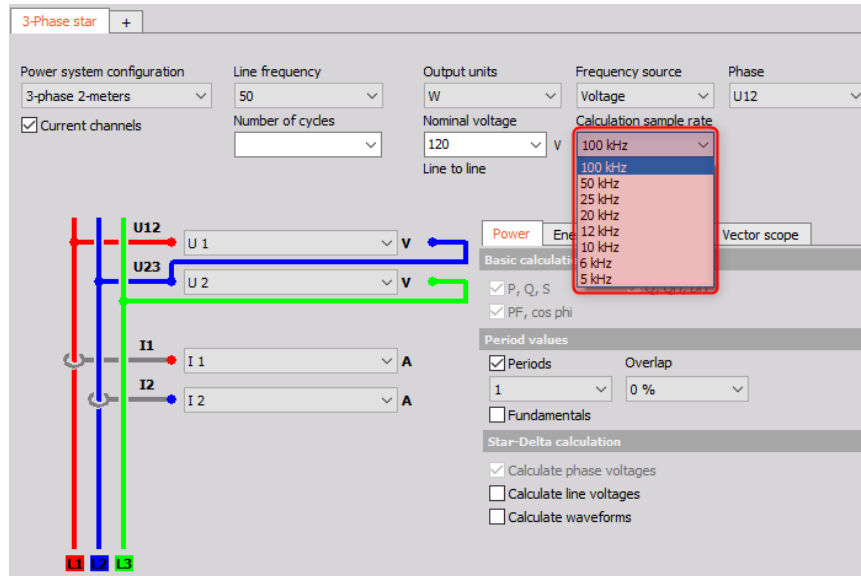 3-Phase star +
Power system configuration Line frequency Output units Frequency source Phase
3-phase 2-meters 50 W Voltage U12
Current channels Number of cycles Nominal voltage Calculation sample rate
120 V 100 kHz
Line to line
100 kHz
50 kHz
25 kHz
20 kHz
12 kHz
10 kHz
6 kHz
5 kHz
U12
U 1 V
U23
U 2 V
I1
I 1 A
I2
I 2 A
L1 L2 L3
Power Ene Vector scope
Basic calculati
P, Q, S
PF, cos phi
Period values
Periods Overlap
1 0 %
Fundamentals
Star-Delta calculation
Calculate phase voltages
Calculate line voltages
Calculate waveforms